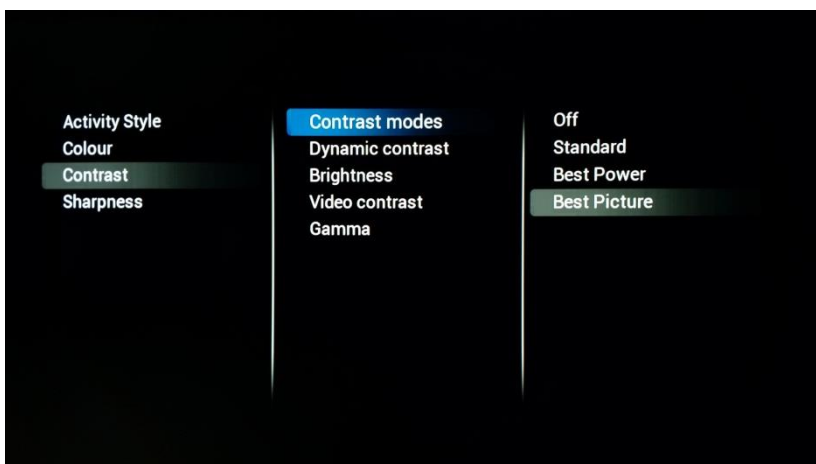 Activity Style
Colour
Contrast
Sharpness
Contrast modes
Dynamic contrast
Brightness
Video contrast
Gamma
Off
Standard
Best Power
Best Picture